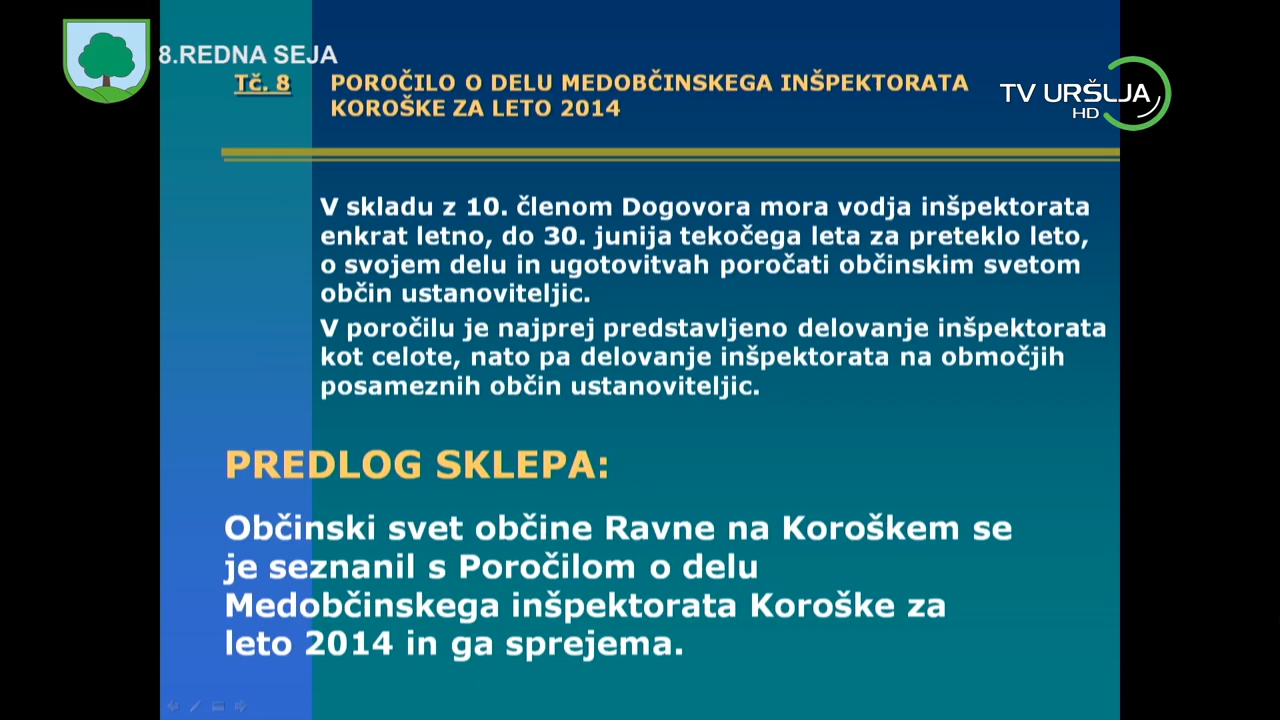 8.REDNA SEJA
Tč. 8 POROČILO O DELU MEDOBČINSKEGA INŠPEKTORATA
KOROŠKE ZA LETO 2014
TV URŠLJA
HD
V skladu z 10. členom Dogovora mora vodja inšpektorata
enkrat letno, do 30. junija tekočega leta za preteklo leto,
o svojem delu in ugotovitvah poročati občinskim svetom
občin ustanoviteljic.
V poročilu je najprej predstavljeno delovanje inšpektorata
kot celote, nato pa delovanje inšpektorata na območjih
posameznih občin ustanoviteljic.
PREDLOG SKLEPA:
Občinski svet občine Ravne na Koroškem se
je seznanil s Poročilom o delu
Medobčinskega inšpektorata Koroške za
leto 2014 in ga sprejema.